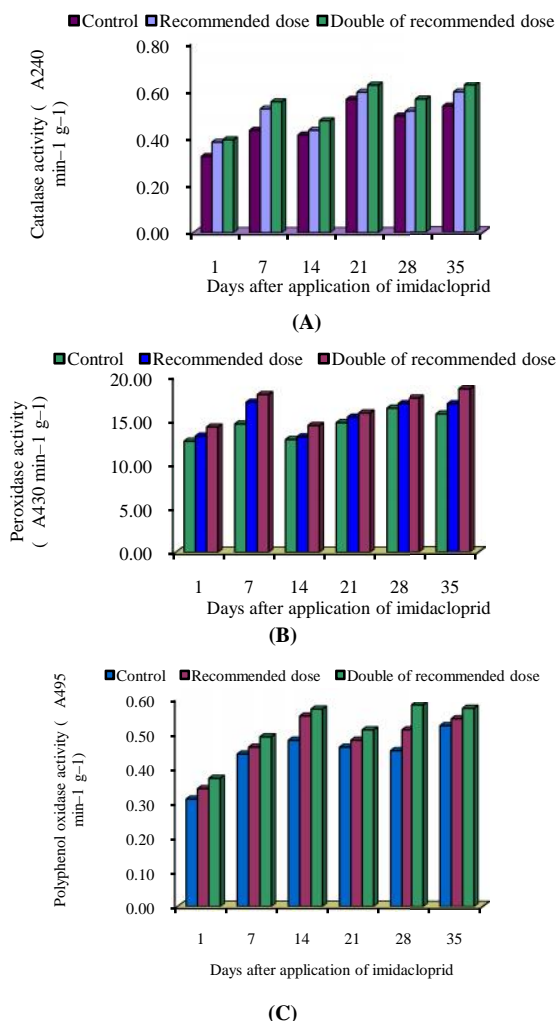 Control Recommended dose Double of recommended dose
0.80
0.60
0.40
0.20
0.00
Catalase activity ( A240
min–1 g–1)
1 7 14 21 28 35
Days after application of imidacloprid
(A)
Control Recommended dose Double of recommended dose
20.00
15.00
10.00
5.00
0.00
Peroxidase activity
( A430 min–1 g–1)
1 7 14 21 28 35
Days after application of imidacloprid
(B)
Control Recommended dose Double of recommended dose
0.60
0.50
0.40
0.30
0.20
0.10
0.00
Polyphenol oxidase activity ( A495
min–1 g–1)
1 7 14 21 28 35
Days after application of imidacloprid
(C)